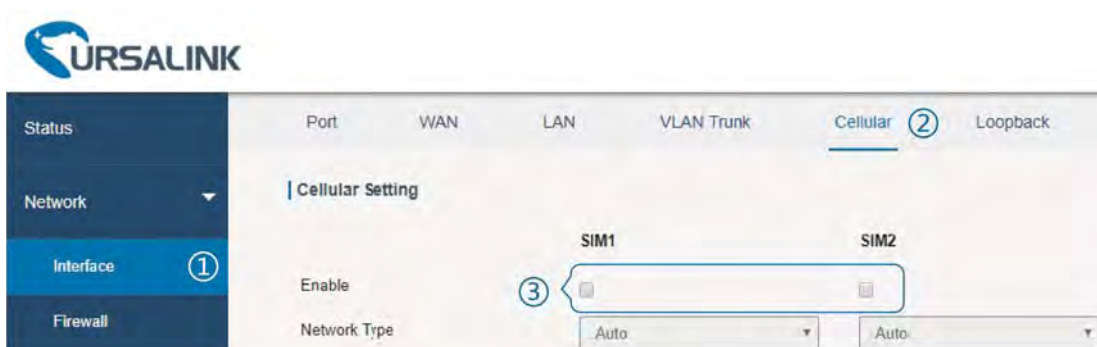 URSALINK
Status
Port WAN LAN VLAN Trunk Cellular ② Loopback
Network
Cellular Setting
SIM1 SIM2
Interface ①
Enable ③
Firewall
Network Type Auto Auto